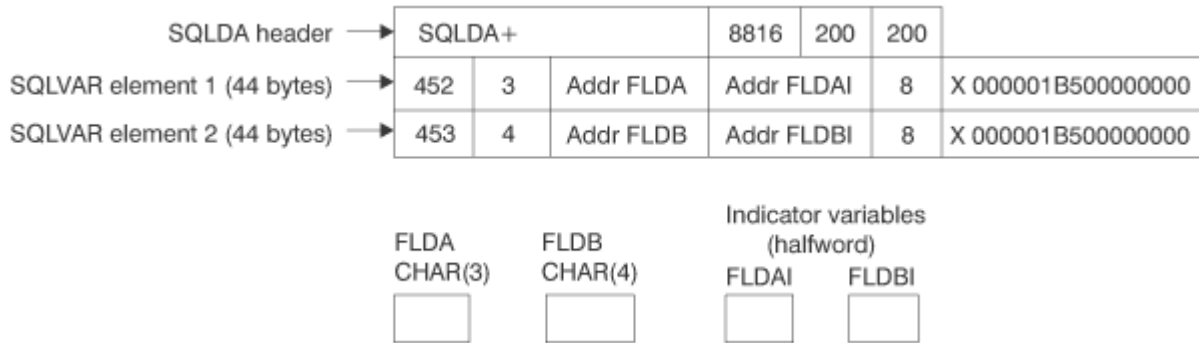 SQLDA header SQLDA+ 8816 200 200
SQLVAR element 1 (44 bytes) 452 3 Addr FLDA Addr FLDAI 8 X 000001B500000000
SQLVAR element 2 (44 bytes) 453 4 Addr FLDB Addr FLDBI 8 X 000001B500000000
Indicator variables
(halfword)
FLDA FLDB
CHAR(3) CHAR(4) FLDAI FLDBI